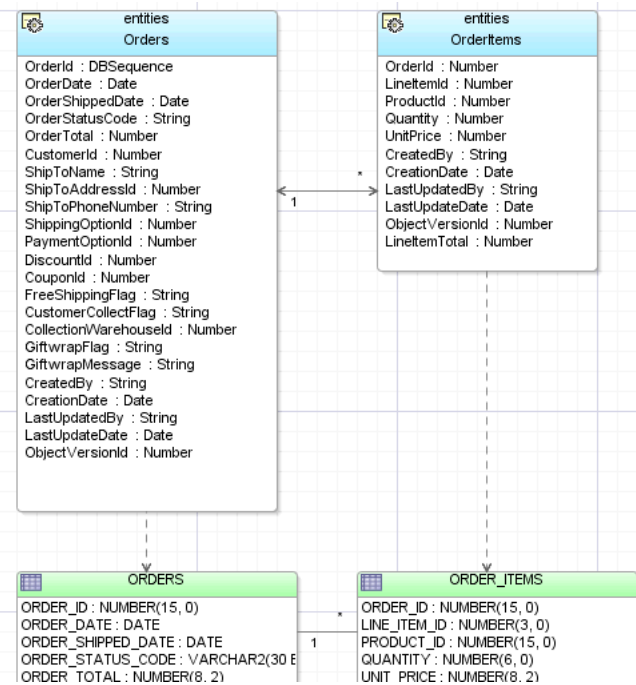 entities
Orders
OrderId : DBSequence
OrderDate : Date
OrderShippedDate : Date
OrderStatusCode : String
OrderTotal : Number
CustomerId : Number
ShipToName : String
ShipToAddressId : Number
ShipToPhoneNumber : String
ShippingOptionId : Number
PaymentOptionId : Number
DiscountId : Number
CouponId : Number
FreeShippingFlag : String
CustomerCollectFlag : String
CollectionWarehouseId : Number
GiftwrapFlag : String
GiftwrapMessage : String
CreatedBy : String
CreationDate : Date
LastUpdatedBy : String
LastUpdateDate : Date
ObjectVersionId : Number
1
*
entities
OrderItems
OrderId : Number
LineItemId : Number
ProductId : Number
Quantity : Number
UnitPrice : Number
CreatedBy : String
CreationDate : Date
LastUpdatedBy : String
LastUpdateDate : Date
ObjectVersionId : Number
LineItemTotal : Number
ORDERS
ORDER_ID : NUMBER(15, 0)
ORDER_DATE : DATE
ORDER_SHIPPED_DATE : DATE
ORDER_STATUS_CODE : VARCHAR2(30
ORDER_TOTAL : NUMBER(8, 2)
1
*
ORDER_ITEMS
ORDER_ID : NUMBER(15, 0)
LINE_ITEM_ID : NUMBER(3, 0)
PRODUCT_ID : NUMBER(15, 0)
QUANTITY : NUMBER(6, 0)
UNIT_PRICE : NUMBER(8, 2)